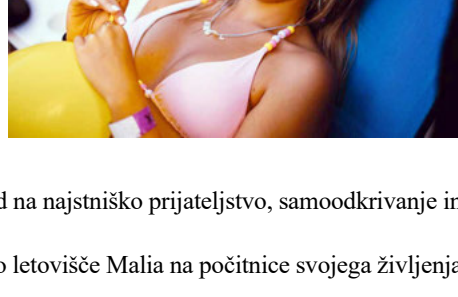 na najstniško prijateljstvo, samoodkrivanje in
letovišče Malia na počitnice svojega življenja